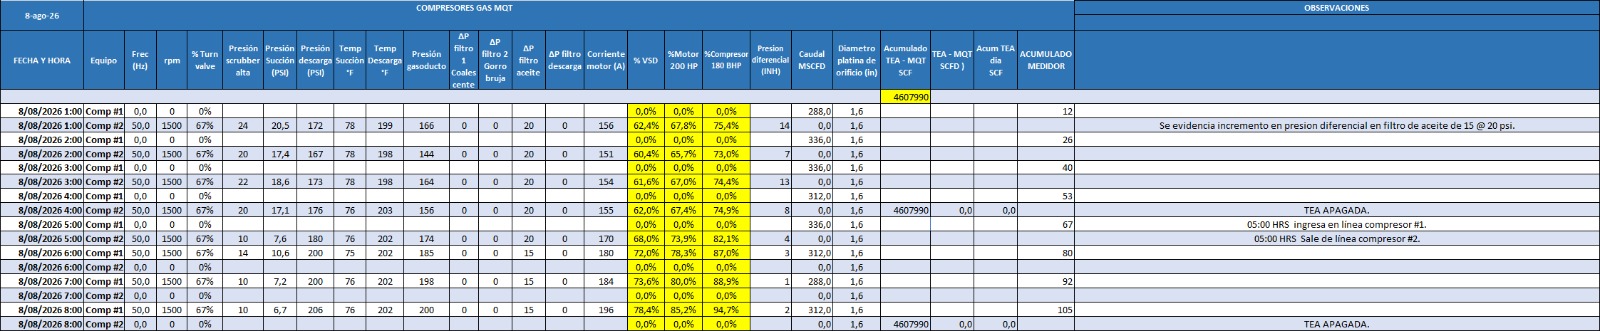 8-ago-26 COMPRESORES GAS MQT OBSERVACIONES
FECHA Y HORA Equipo Frec (Hz) rpm % Turn valve Presión scrubber alta Presión Succión (PSI) Presión descarga (PSI) Temp Succión °F Temp Descarga °F Presión gasoducto ΔP filtro 1 Coales cente ΔP filtro 2 Gorro bruja ΔP filtro aceite ΔP filtro descarga Corriente motor (A) % VSD %Motor 200 HP %Compresor 180 BHP Presion diferencial (INH) Caudal MSCFD Diametro platina de orificio (in) Acumulado TEA - MQT SCF TEA - MQT SCFD ) Acum TEA dia SCF ACUMULADO MEDIDOR
4607990
8/08/2026 1:00 Comp #1 0,0 0 0% 0,0% 0,0% 0,0% 288,0 1,6 12
8/08/2026 1:00 Comp #2 50,0 1500 67% 24 20,5 172 78 199 166 0 0 20 0 156 62,4% 67,8% 75,4% 14 0,0 1,6 Se evidencia incremento en presion diferencial en filtro de aceite de 15 @ 20 psi.
8/08/2026 2:00 Comp #1 0,0 0 0% 0,0% 0,0% 0,0% 336,0 1,6 26
8/08/2026 2:00 Comp #2 50,0 1500 67% 20 17,4 167 78 198 144 0 0 20 0 151 60,4% 65,7% 73,0% 7 0,0 1,6
8/08/2026 3:00 Comp #1 0,0 0 0% 0,0% 0,0% 0,0% 336,0 1,6 40
8/08/2026 3:00 Comp #2 50,0 1500 67% 22 18,6 173 78 198 164 0 0 20 0 154 61,6% 67,0% 74,4% 13 0,0 1,6
8/08/2026 4:00 Comp #1 0,0 0 0% 0,0% 0,0% 0,0% 312,0 1,6 53
8/08/2026 4:00 Comp #2 50,0 1500 67% 20 17,1 176 76 203 156 0 0 20 0 155 62,0% 67,4% 74,9% 8 0,0 1,6 4607990 0,0 0,0 TEA APAGADA.
8/08/2026 5:00 Comp #1 0,0 0 0% 0,0% 0,0% 0,0% 336,0 1,6 67 05:00 HRS ingresa en línea compresor #1.
8/08/2026 5:00 Comp #2 50,0 1500 67% 10 7,6 180 76 202 174 0 0 20 0 170 68,0% 73,9% 82,1% 4 0,0 1,6 05:00 HRS Sale de línea compresor #2.
8/08/2026 6:00 Comp #1 50,0 1500 67% 14 10,6 200 75 202 185 0 0 15 0 180 72,0% 78,3% 87,0% 3 312,0 1,6 80
8/08/2026 6:00 Comp #2 0,0 0 0% 0,0% 0,0% 0,0% 0,0 1,6
8/08/2026 7:00 Comp #1 50,0 1500 67% 10 7,2 200 76 202 198 0 0 15 0 184 73,6% 80,0% 88,9% 1 288,0 1,6 92
8/08/2026 7:00 Comp #2 0,0 0 0% 0,0% 0,0% 0,0% 0,0 1,6
8/08/2026 8:00 Comp #1 50,0 1500 67% 10 6,7 206 76 202 200 0 0 15 0 196 78,4% 85,2% 94,7% 2 312,0 1,6 105
8/08/2026 8:00 Comp #2 0,0 0 0% 0,0% 0,0% 0,0% 0,0 1,6 4607990 0,0 0,0 TEA APAGADA.